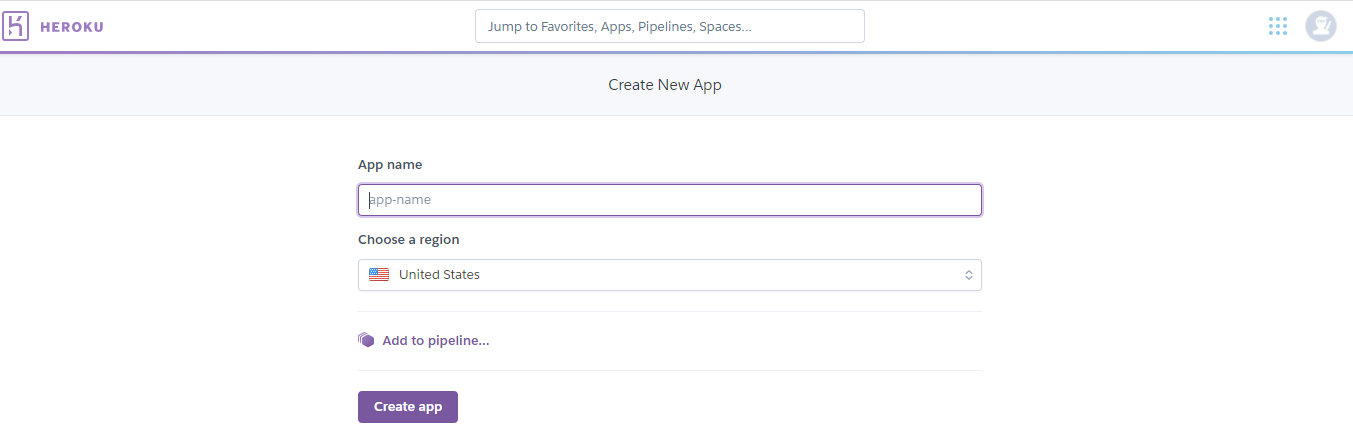 HEROKU
Jump to Favorites, Apps, Pipelines, Spaces...
Create New App
App name
app-name
Choose a region
United States
Add to pipeline...
Create app